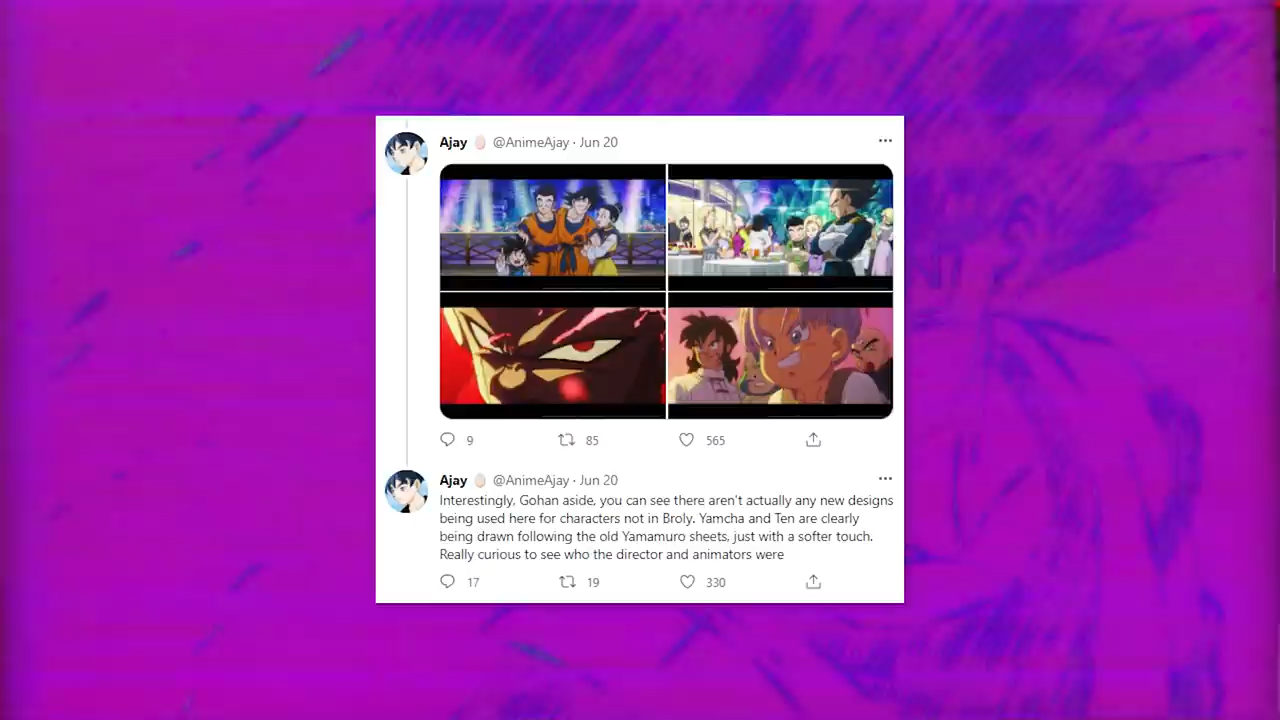 Ajay @AnimeAjay · Jun 20
9 85 565
Ajay @AnimeAjay · Jun 20
Interestingly, Gohan aside, you can see there aren't actually any new designs
being used here for characters not in Broly. Yamcha and Ten are clearly
being drawn following the old Yamamuro sheets, just with a softer touch.
Really curious to see who the director and animators were
17 19 330